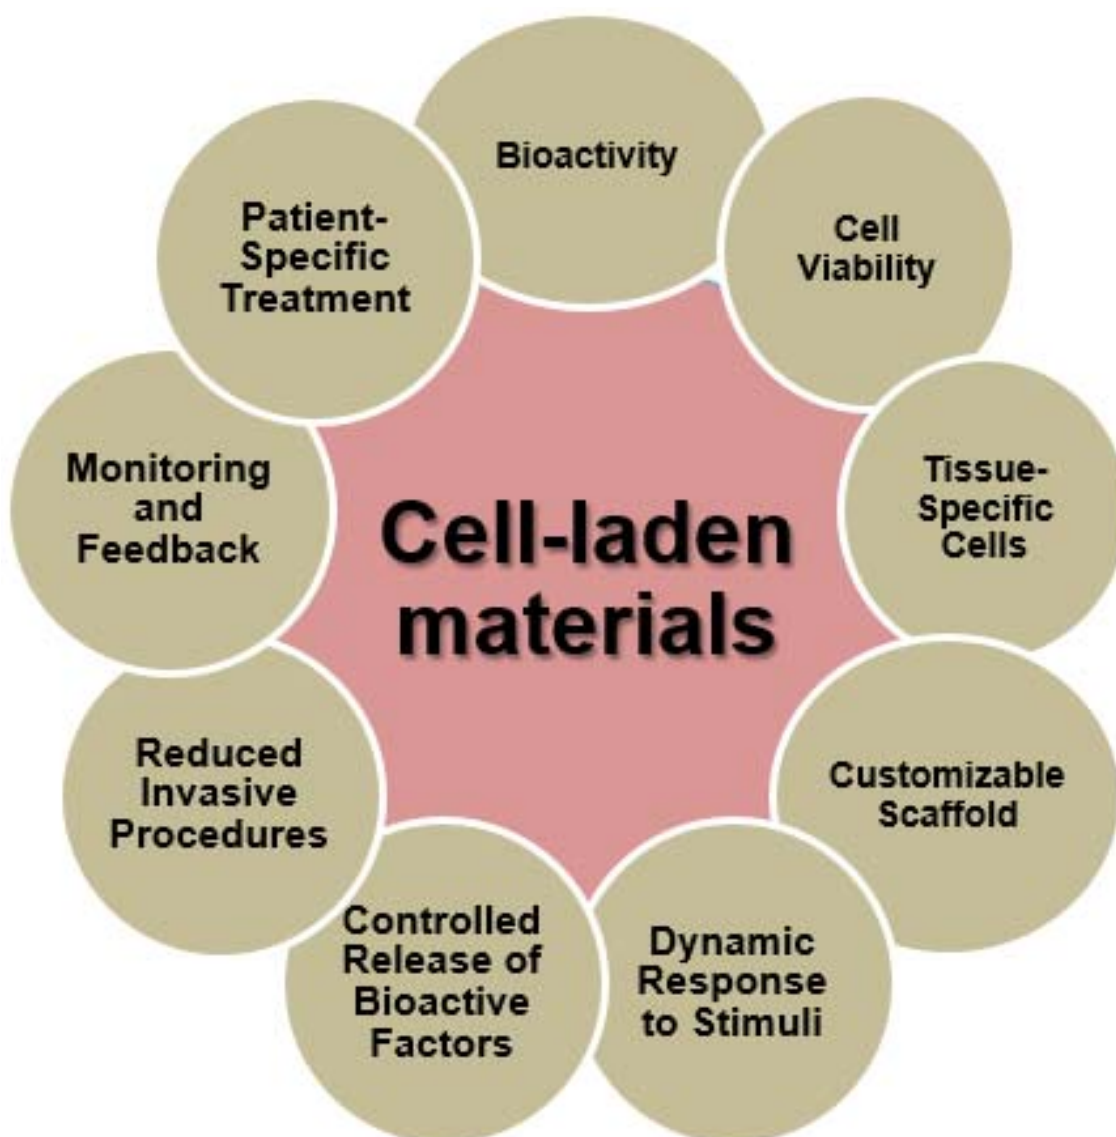 Bioactivity
Cell
Viability
Tissue-
Specific
Cells
Customizable
Scaffold
Dynamic
Response
to Stimuli
Controlled
Release of
Bioactive
Factors
Reduced
Invasive
Procedures
Monitoring
and
Feedback
Patient-
Specific
Treatment
Cell-laden
materials